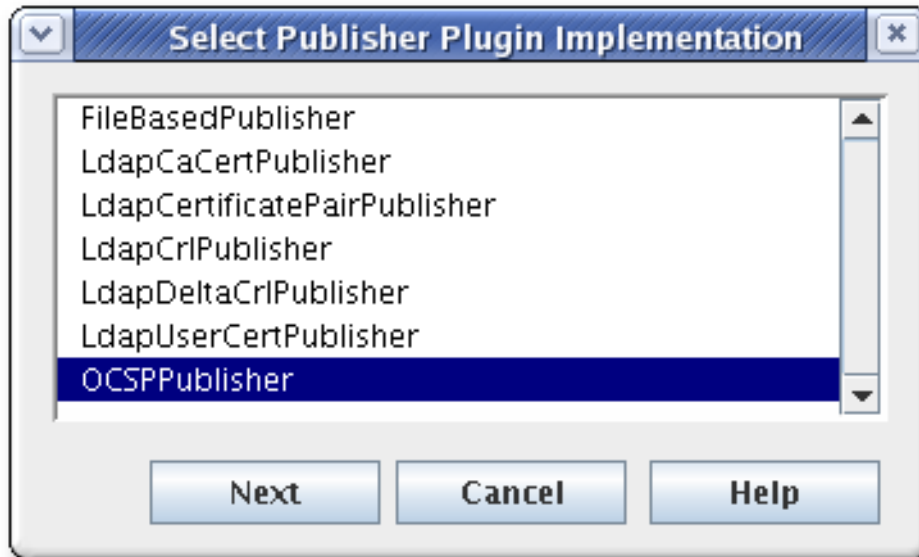 Select Publisher Plugin Implementation
FileBasedPublisher
LdapCaCertPublisher
LdapCertificatePairPublisher
LdapCrlPublisher
LdapDeltaCrlPublisher
LdapUserCertPublisher
OCSPPublisher
Next Cancel Help